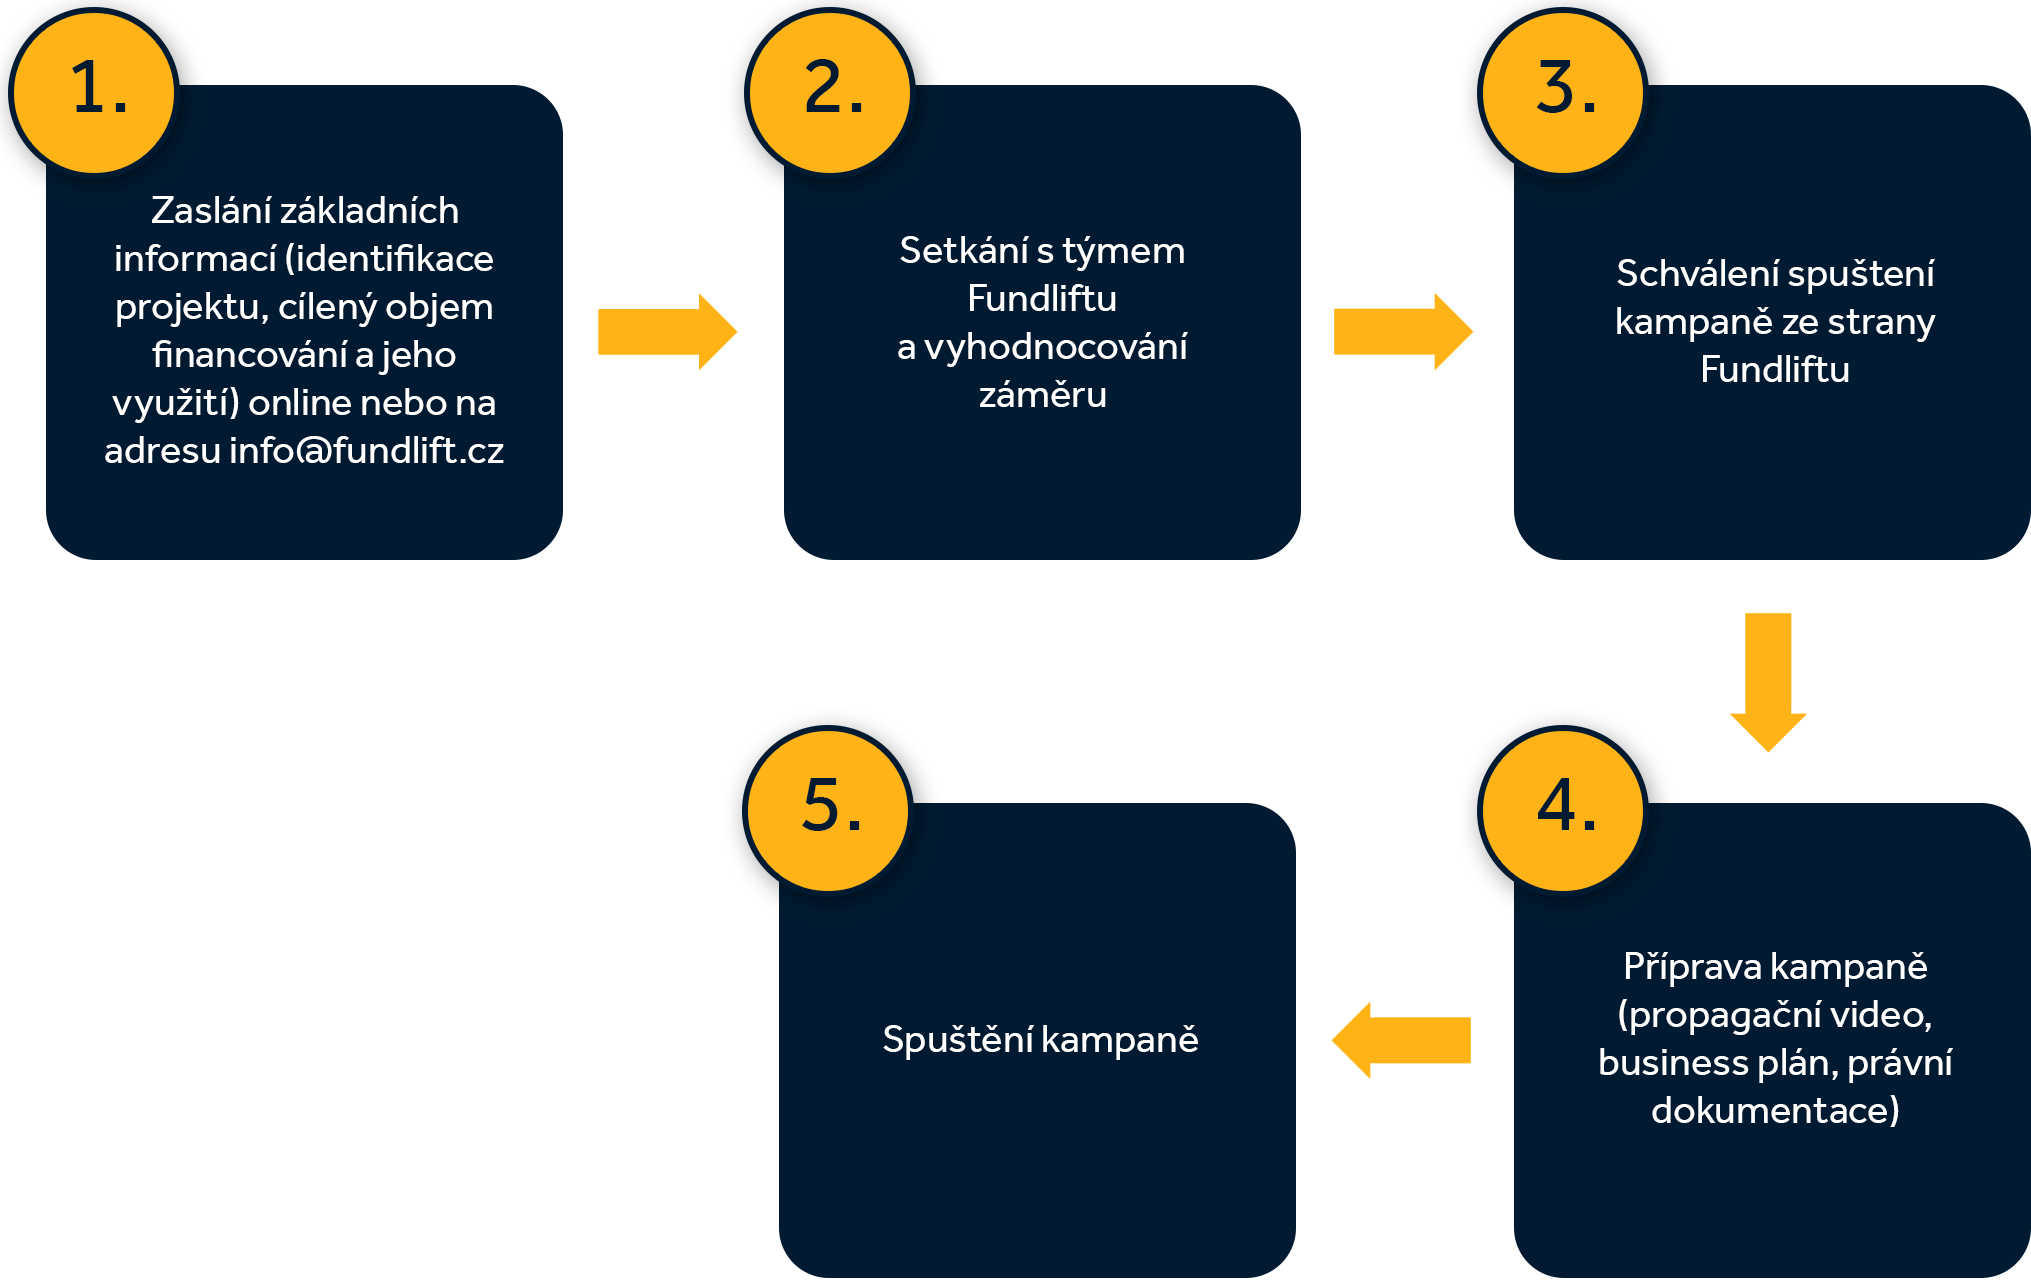 1.
Zaslání základních
informací (identifikace
projektu, cílený objem
financování a jeho
využití) online nebo na
adresu info@fundlift.cz
2.
Setkání s týmem
Fundliftu
a vyhodnocování
záměru
3.
Schválení spuštení
kampaně ze strany
Fundliftu
4.
Příprava kampaně
(propagační video,
business plán, právní
dokumentace)
5.
Spuštění kampaně